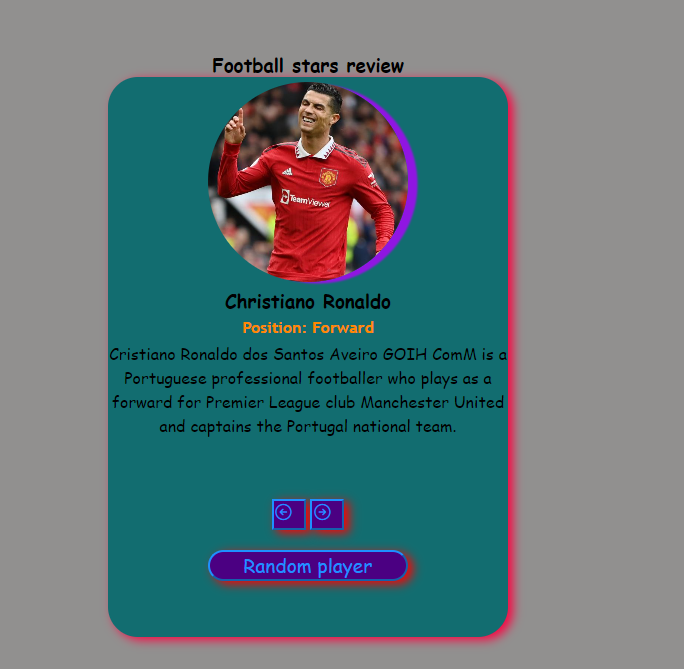 Football stars review
TeamViewer
Christiano Ronaldo
Position: Forward
Cristiano Ronaldo dos Santos Aveiro GOIH ComM is a
Portuguese professional footballer who plays as a
forward for Premier League club Manchester United
and captains the Portugal national team.
Random player